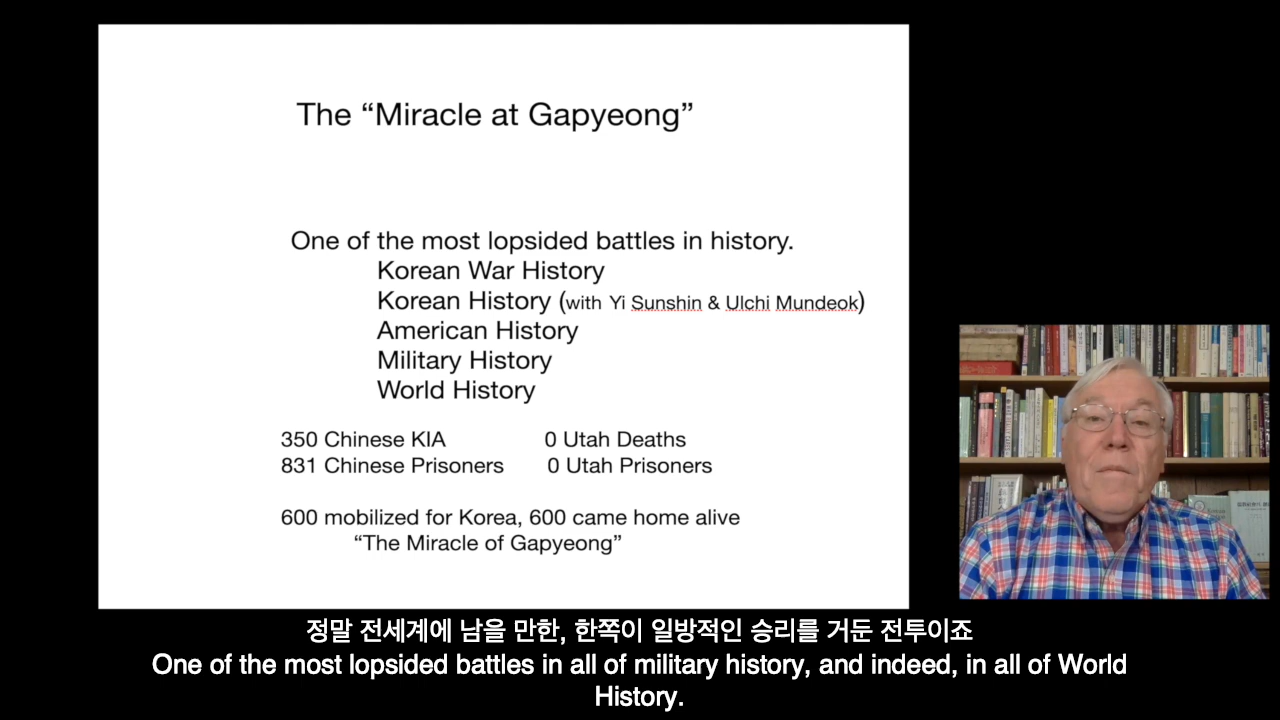 The “Miracle at Gapyeong”
One of the most lopsided battles in history.
Korean War History
Korean History (with Yi Sunshin & Ulchi Mundeok)
American History
Military History
World History
350 Chinese KIA 0 Utah Deaths
831 Chinese Prisoners 0 Utah Prisoners
600 mobilized for Korea, 600 came home alive
“The Miracle of Gapyeong”
정말 전세계에 남을 만한, 한쪽이 일방적인 승리를 거둔 전투이죠
One of the most lopsided battles in all of military history, and indeed, in all of World
History.